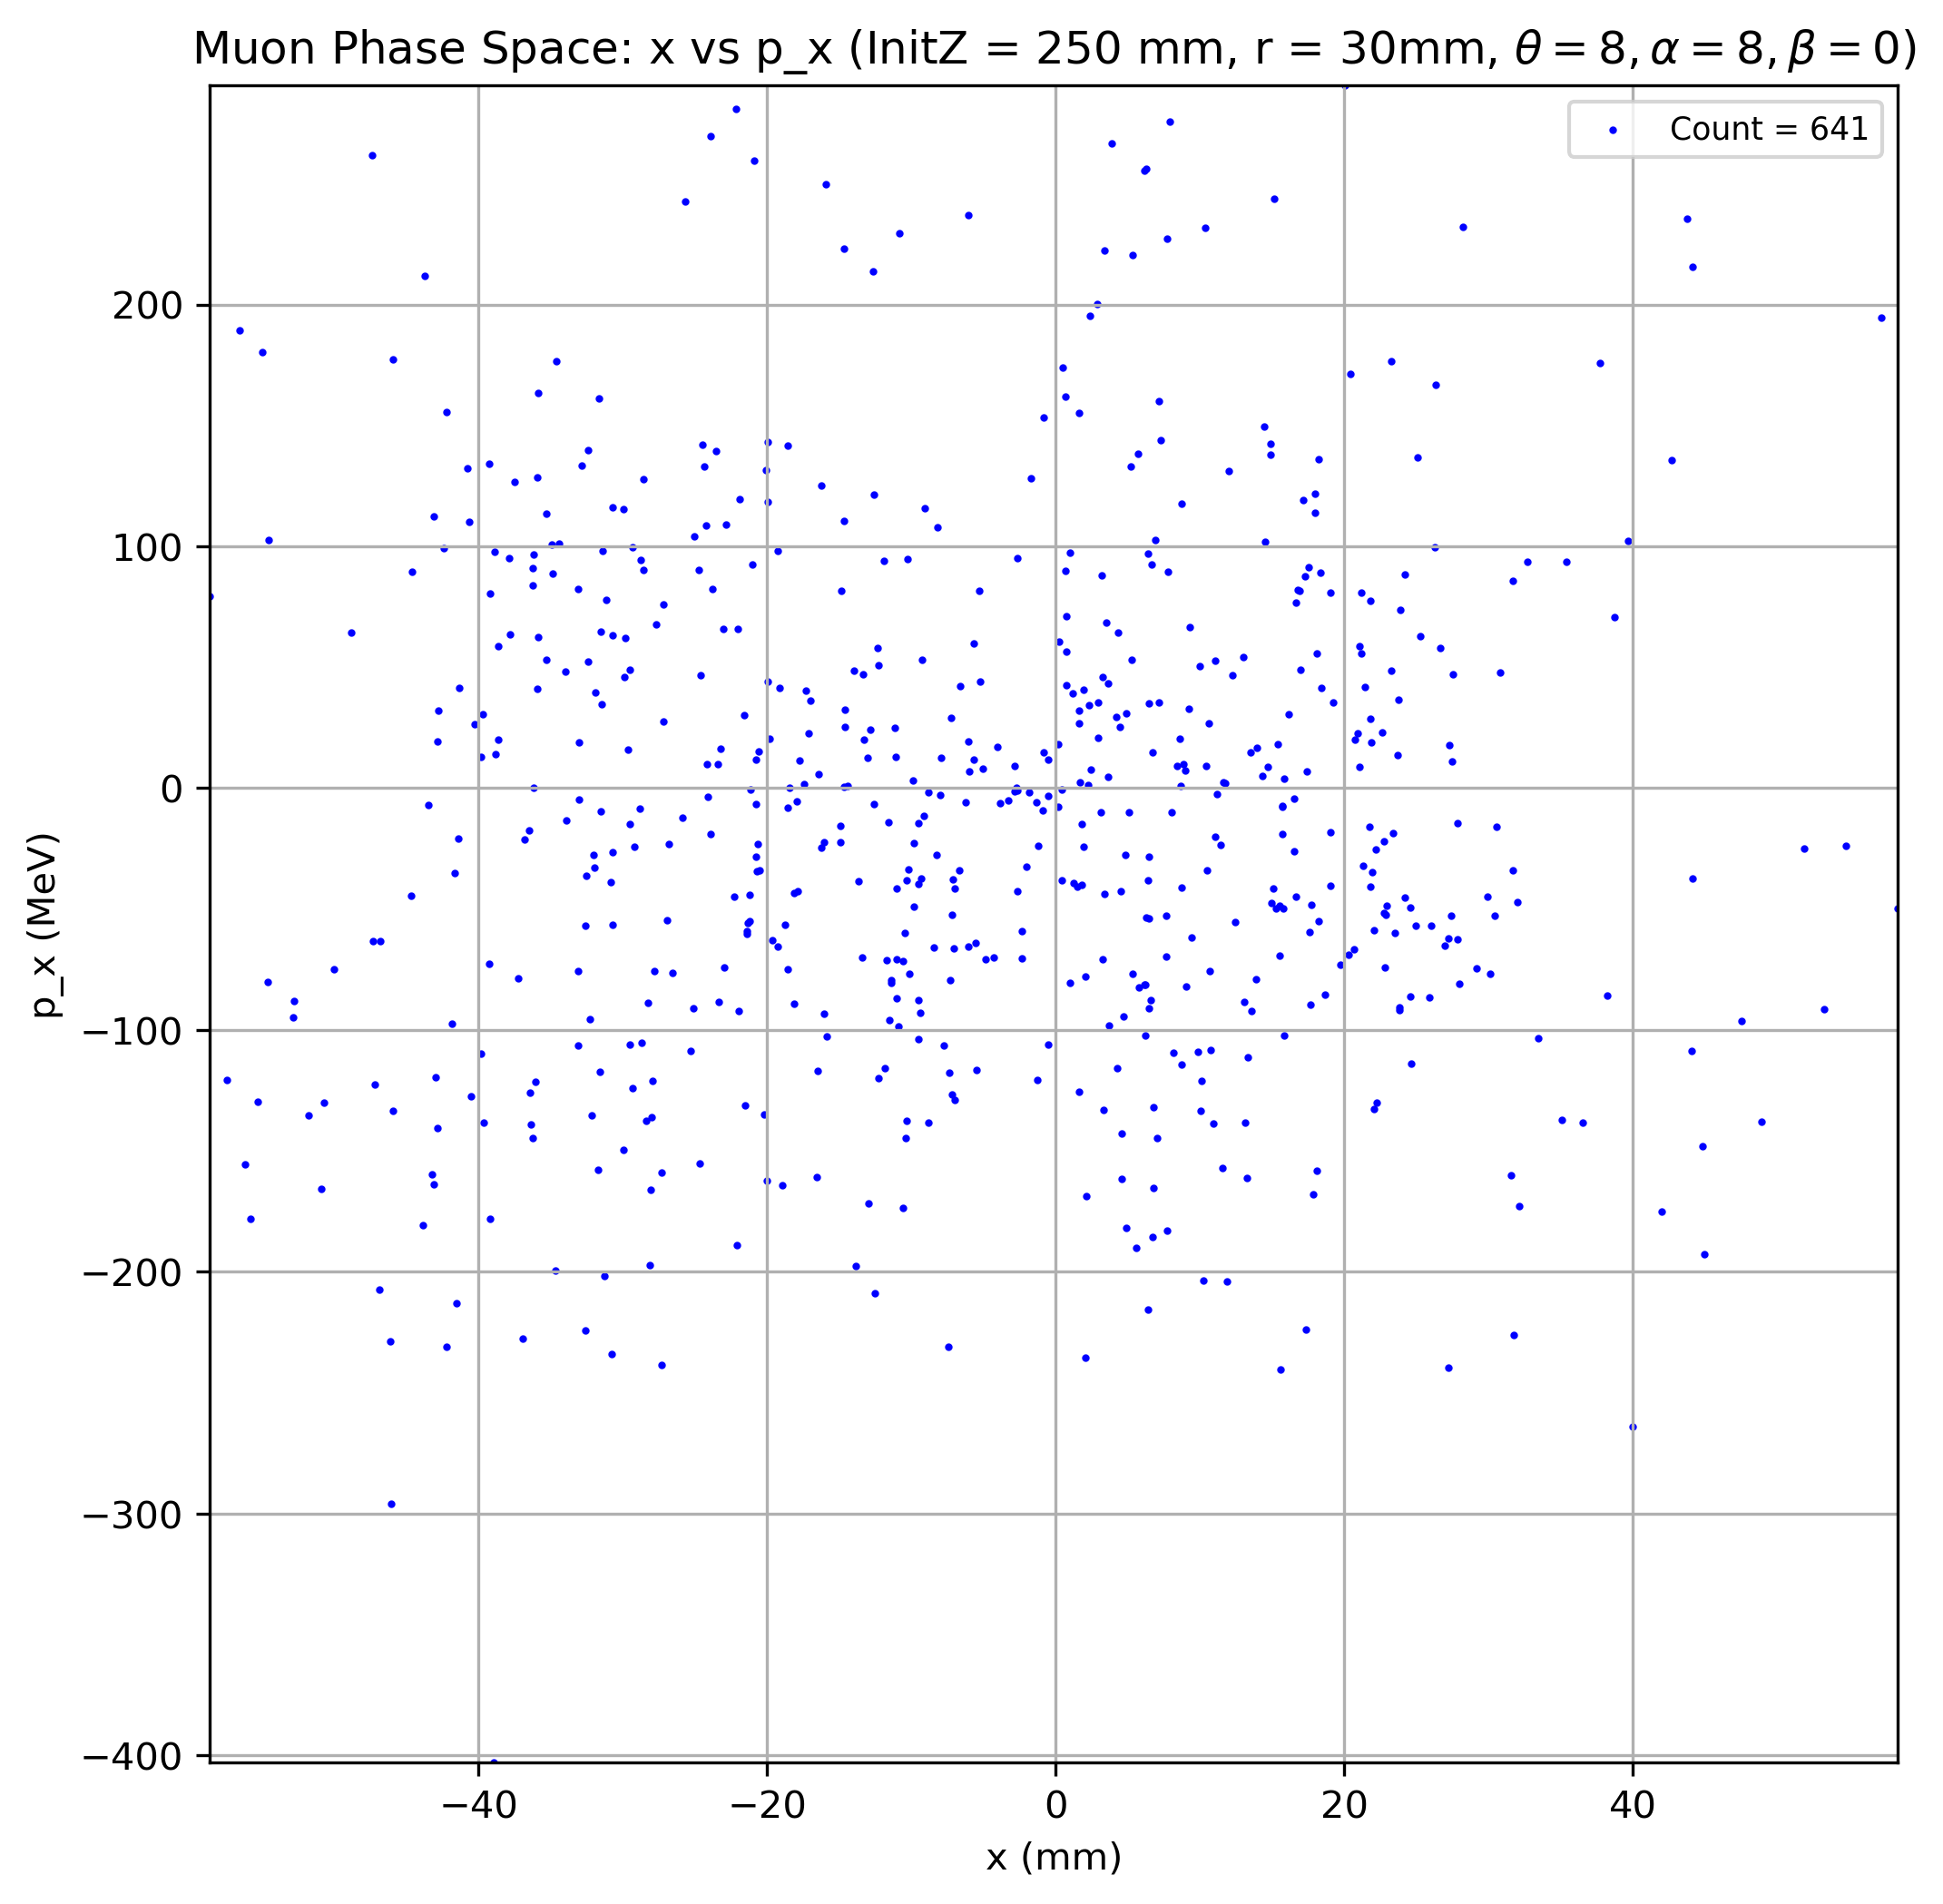 Muon Phase Space: x vs p_x (InitZ = 250 mm, r = 30mm, θ = 8, α = 8, β = 0)
Count = 641
200
100
0
−100
−200
−300
−400
p_x (MeV)
−40 −20 0 20 40
x (mm)